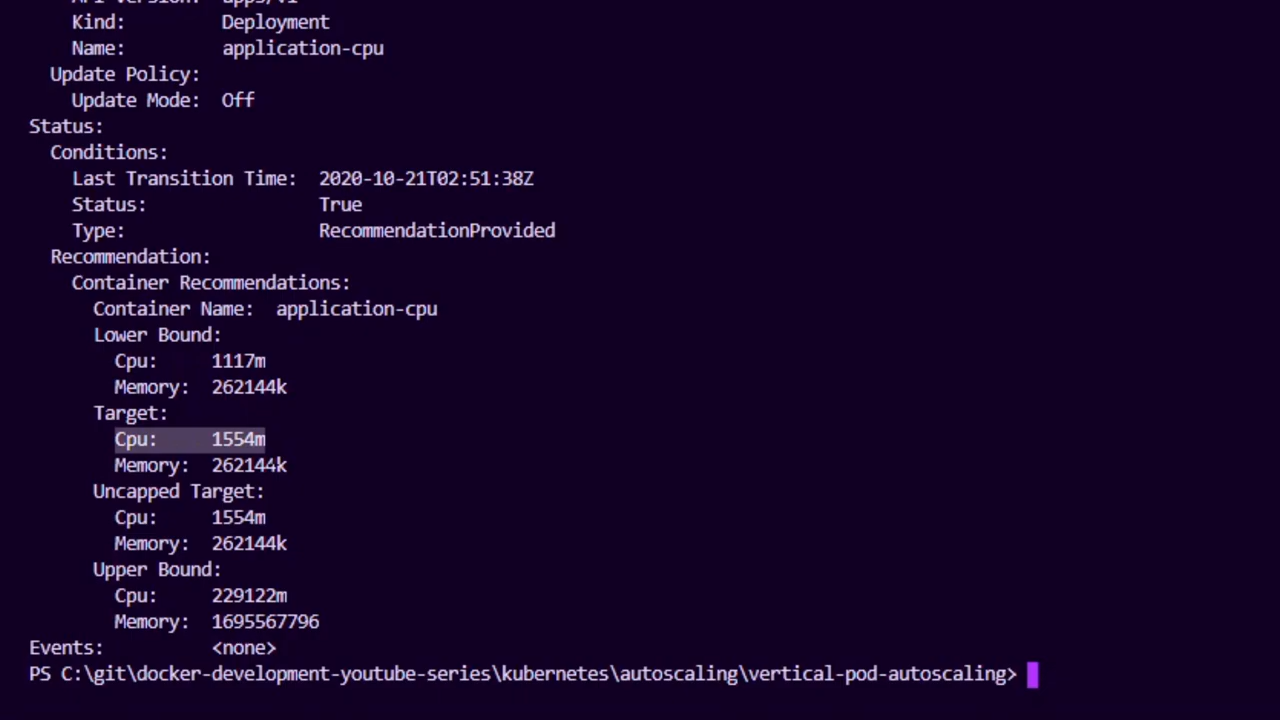 Kind: Deployment
Name: application-cpu
Update Policy:
Update Mode: Off
Status:
Conditions:
Last Transition Time: 2020-10-21T02:51:38Z
Status: True
Type: RecommendationProvided
Recommendation:
Container Recommendations:
Container Name: application-cpu
Lower Bound:
Cpu: 1117m
Memory: 262144k
Target:
Cpu: 1554m
Memory: 262144k
Uncapped Target:
Cpu: 1554m
Memory: 262144k
Upper Bound:
Cpu: 229122m
Memory: 1695567796
Events: <none>
PS C:\git\docker-development-youtube-series\kubernetes\autoscaling\vertical-pod-autoscaling>